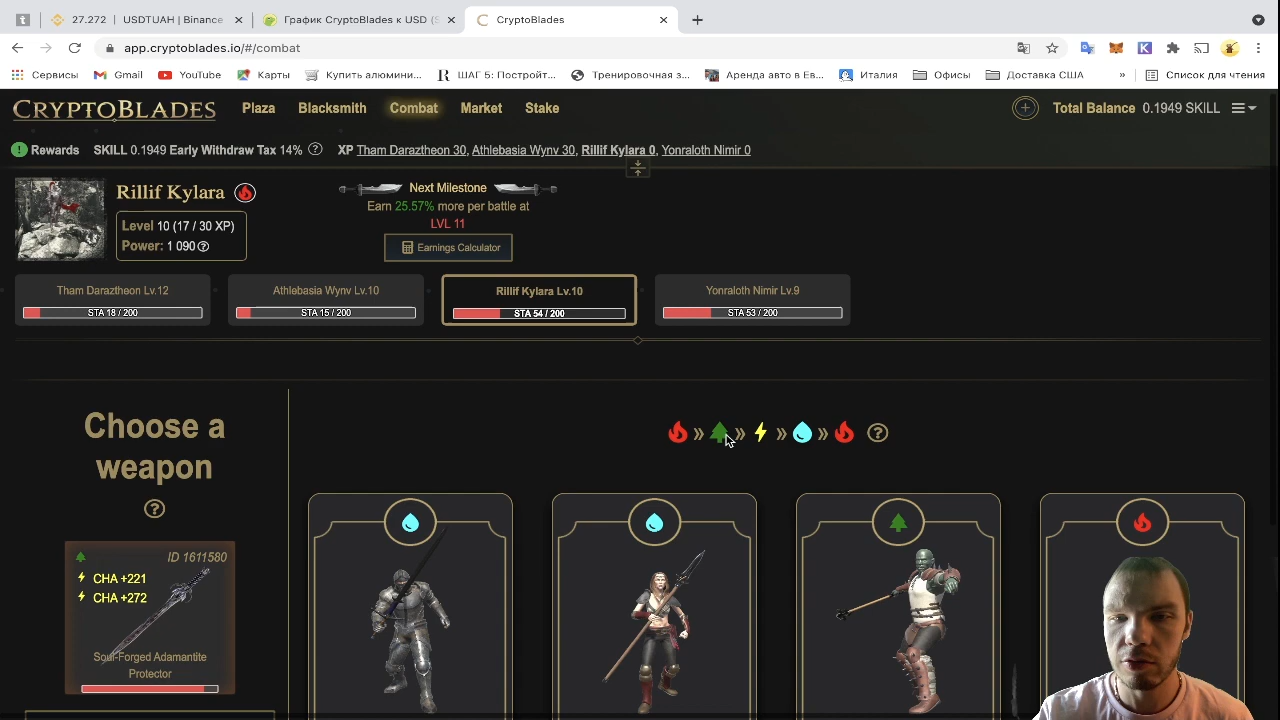 27.272 | USDTUAH | Binance
График CryptoBlades к USD (S
CryptoBlades
app.cryptoblades.io/#/combat
Сервисы
Gmail
YouTube
Карты
Купить алюмини...
ШАГ 5: Постройт...
Тренировочная з...
Аренда авто в Ев...
Италия
Офисы
Доставка США
»
Список для чтения
CRYPTOBLADES
Plaza
Blacksmith
Combat
Market
Stake
Total Balance 0.1949 SKILL
Rewards SKILL 0.1949 Early Withdraw Tax 14% XP Tham Daraztheon 30, Athlebasia Wynv 30, Rillif Kylara 0, Yonraloth Nimir 0
Rillif Kylara
Level 10 (17 / 30 XP)
Power: 1 090
Next Milestone
Earn 25.57% more per battle at
LVL 11
Earnings Calculator
Tham Daraztheon Lv.12
STA 18 / 200
Athlebasia Wynv Lv.10
STA 15 / 200
Rillif Kylara Lv.10
STA 54 / 200
Yonraloth Nimir Lv.9
STA 53 / 200
Choose a
weapon
ID 1611580
CHA +221
CHA +272
Soul-Forged Adamantite
Protector